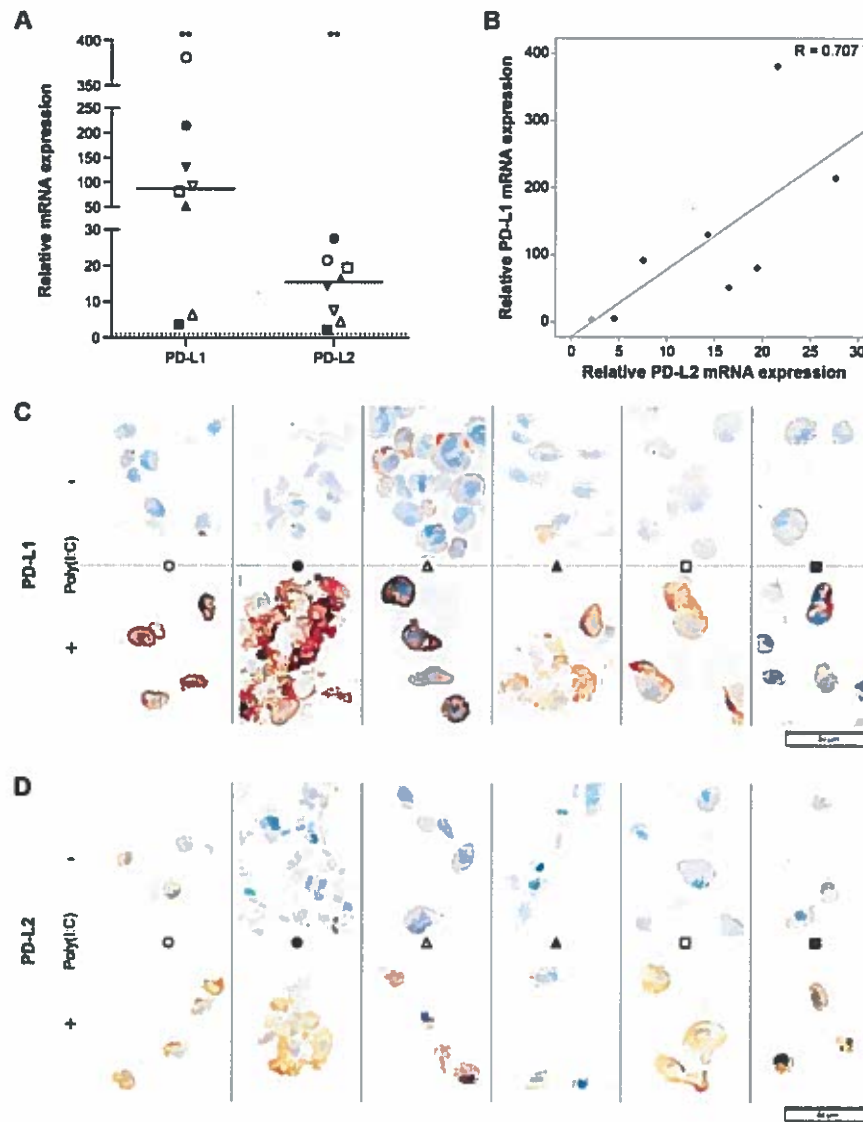 A
Relative mRNA expression
400
350
**
**
250
200
150
100
50
30
20
10
0
PD-L1
PD-L2
B
R = 0.707
Relative PD-L1 mRNA expression
400
300
200
100
0
0
5
10
15
20
25
30
Relative PD-L2 mRNA expression
C
PD-L1
Poly(I:C)
-
+
D
PD-L2
Poly(I:C)
-
+